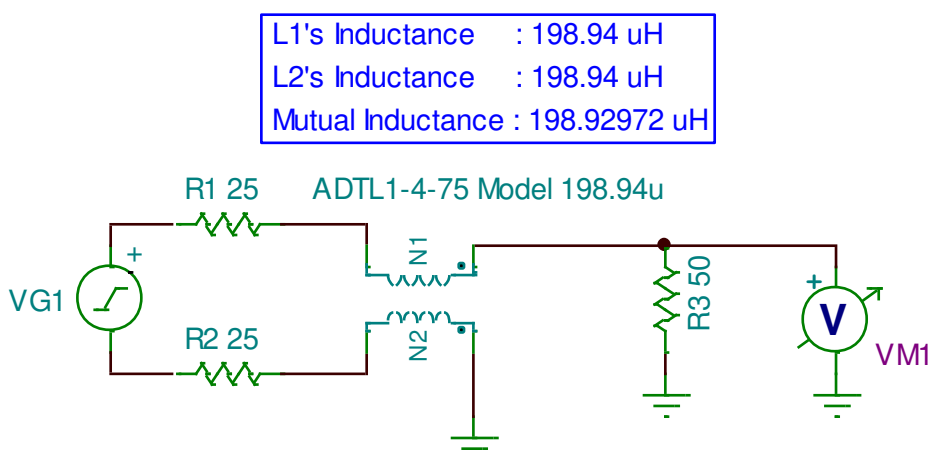 L1's Inductance : 198.94 uH
L2's Inductance : 198.94 uH
Mutual Inductance : 198.92972 uH
R1 25 ADTL1-4-75 Model 198.94u
N1
+
VG1
R2 25
N2
R3 50
+
V
VM1